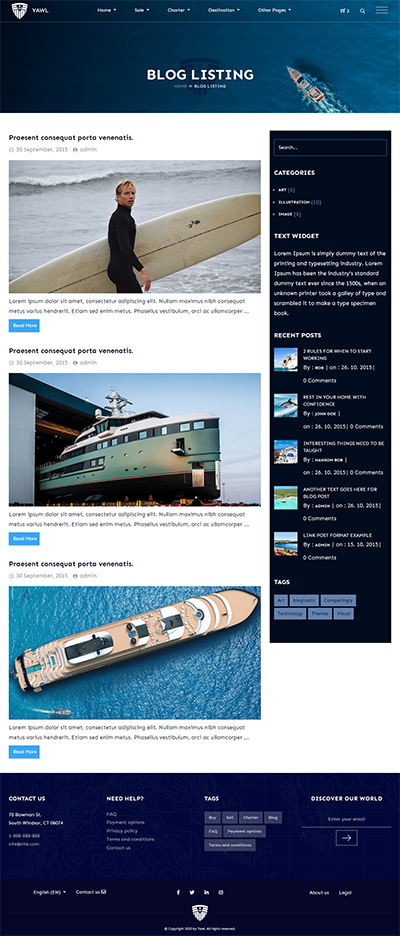 YAWL
Home Sale Charter Destination Other Pages 2
BLOG LISTING
HOME » BLOG LISTING
Praesent consequat porta venenatis.
30 September, 2015 admin
Lorem ipsum dolor sit amet, consectetur adipiscing elit. Nullam maximus nibh consequat
metus varius hendrerit. Etiam sed enim metus. Phasellus vestibulum, orci ac ullamcorper ...
Read More
Praesent consequat porta venenatis.
30 September, 2015 admin
Lorem ipsum dolor sit amet, consectetur adipiscing elit. Nullam maximus nibh consequat
metus varius hendrerit. Etiam sed enim metus. Phasellus vestibulum, orci ac ullamcorper ...
Read More
Praesent consequat porta venenatis.
30 September, 2015 admin
Lorem ipsum dolor sit amet, consectetur adipiscing elit. Nullam maximus nibh consequat
metus varius hendrerit. Etiam sed enim metus. Phasellus vestibulum, orci ac ullamcorper ...
Read More
Search...
CATEGORIES
ART (6)
ILLUSTRATION (10)
IMAGE (9)
TEXT WIDGET
Lorem Ipsum is simply dummy text of the
printing and typesetting industry. Lorem
Ipsum has been the industry's standard
dummy text ever since the 1500s, when an
unknown printer took a galley of type and
scrambled it to make a type specimen
book.
RECENT POSTS
2 RULES FOR WHEN TO START
WORKING
By : BOB | on : 26. 10. 2015|
0 Comments
REST IN YOUR HOME WITH
CONFIDENCE
By : JOHN DOE |
on : 26. 10. 2015| 0 Comments
INTERESTING THINGS NEED TO BE
TAUGHT
By : HANSON BOB |
on : 26. 10. 2015| 0 Comments
ANOTHER TEXT GOES HERE FOR
BLOG POST
By : ADMIN | on : 26. 10. 2015|
0 Comments
LINK POST FORMAT EXAMPLE
By : ADMIN | on : 15. 10. 2015|
0 Comments
TAGS
Art blogtastic Compellingly
Technology Themes Visual
CONTACT US
70 Bowman St.
South Windsor, CT 06074
1-888-888-888
site@site.com
NEED HELP?
FAQ
Payment options
Privacy policy
Terms and conditions
Contact us
TAGS
Buy Sell Charter Blog
FAQ Payment options
Terms and conditions
DISCOVER OUR WORLD
Enter your email
English (EN) Contact us
About us Legal
© Copyright 2020 by Yawl. All rights reserved.